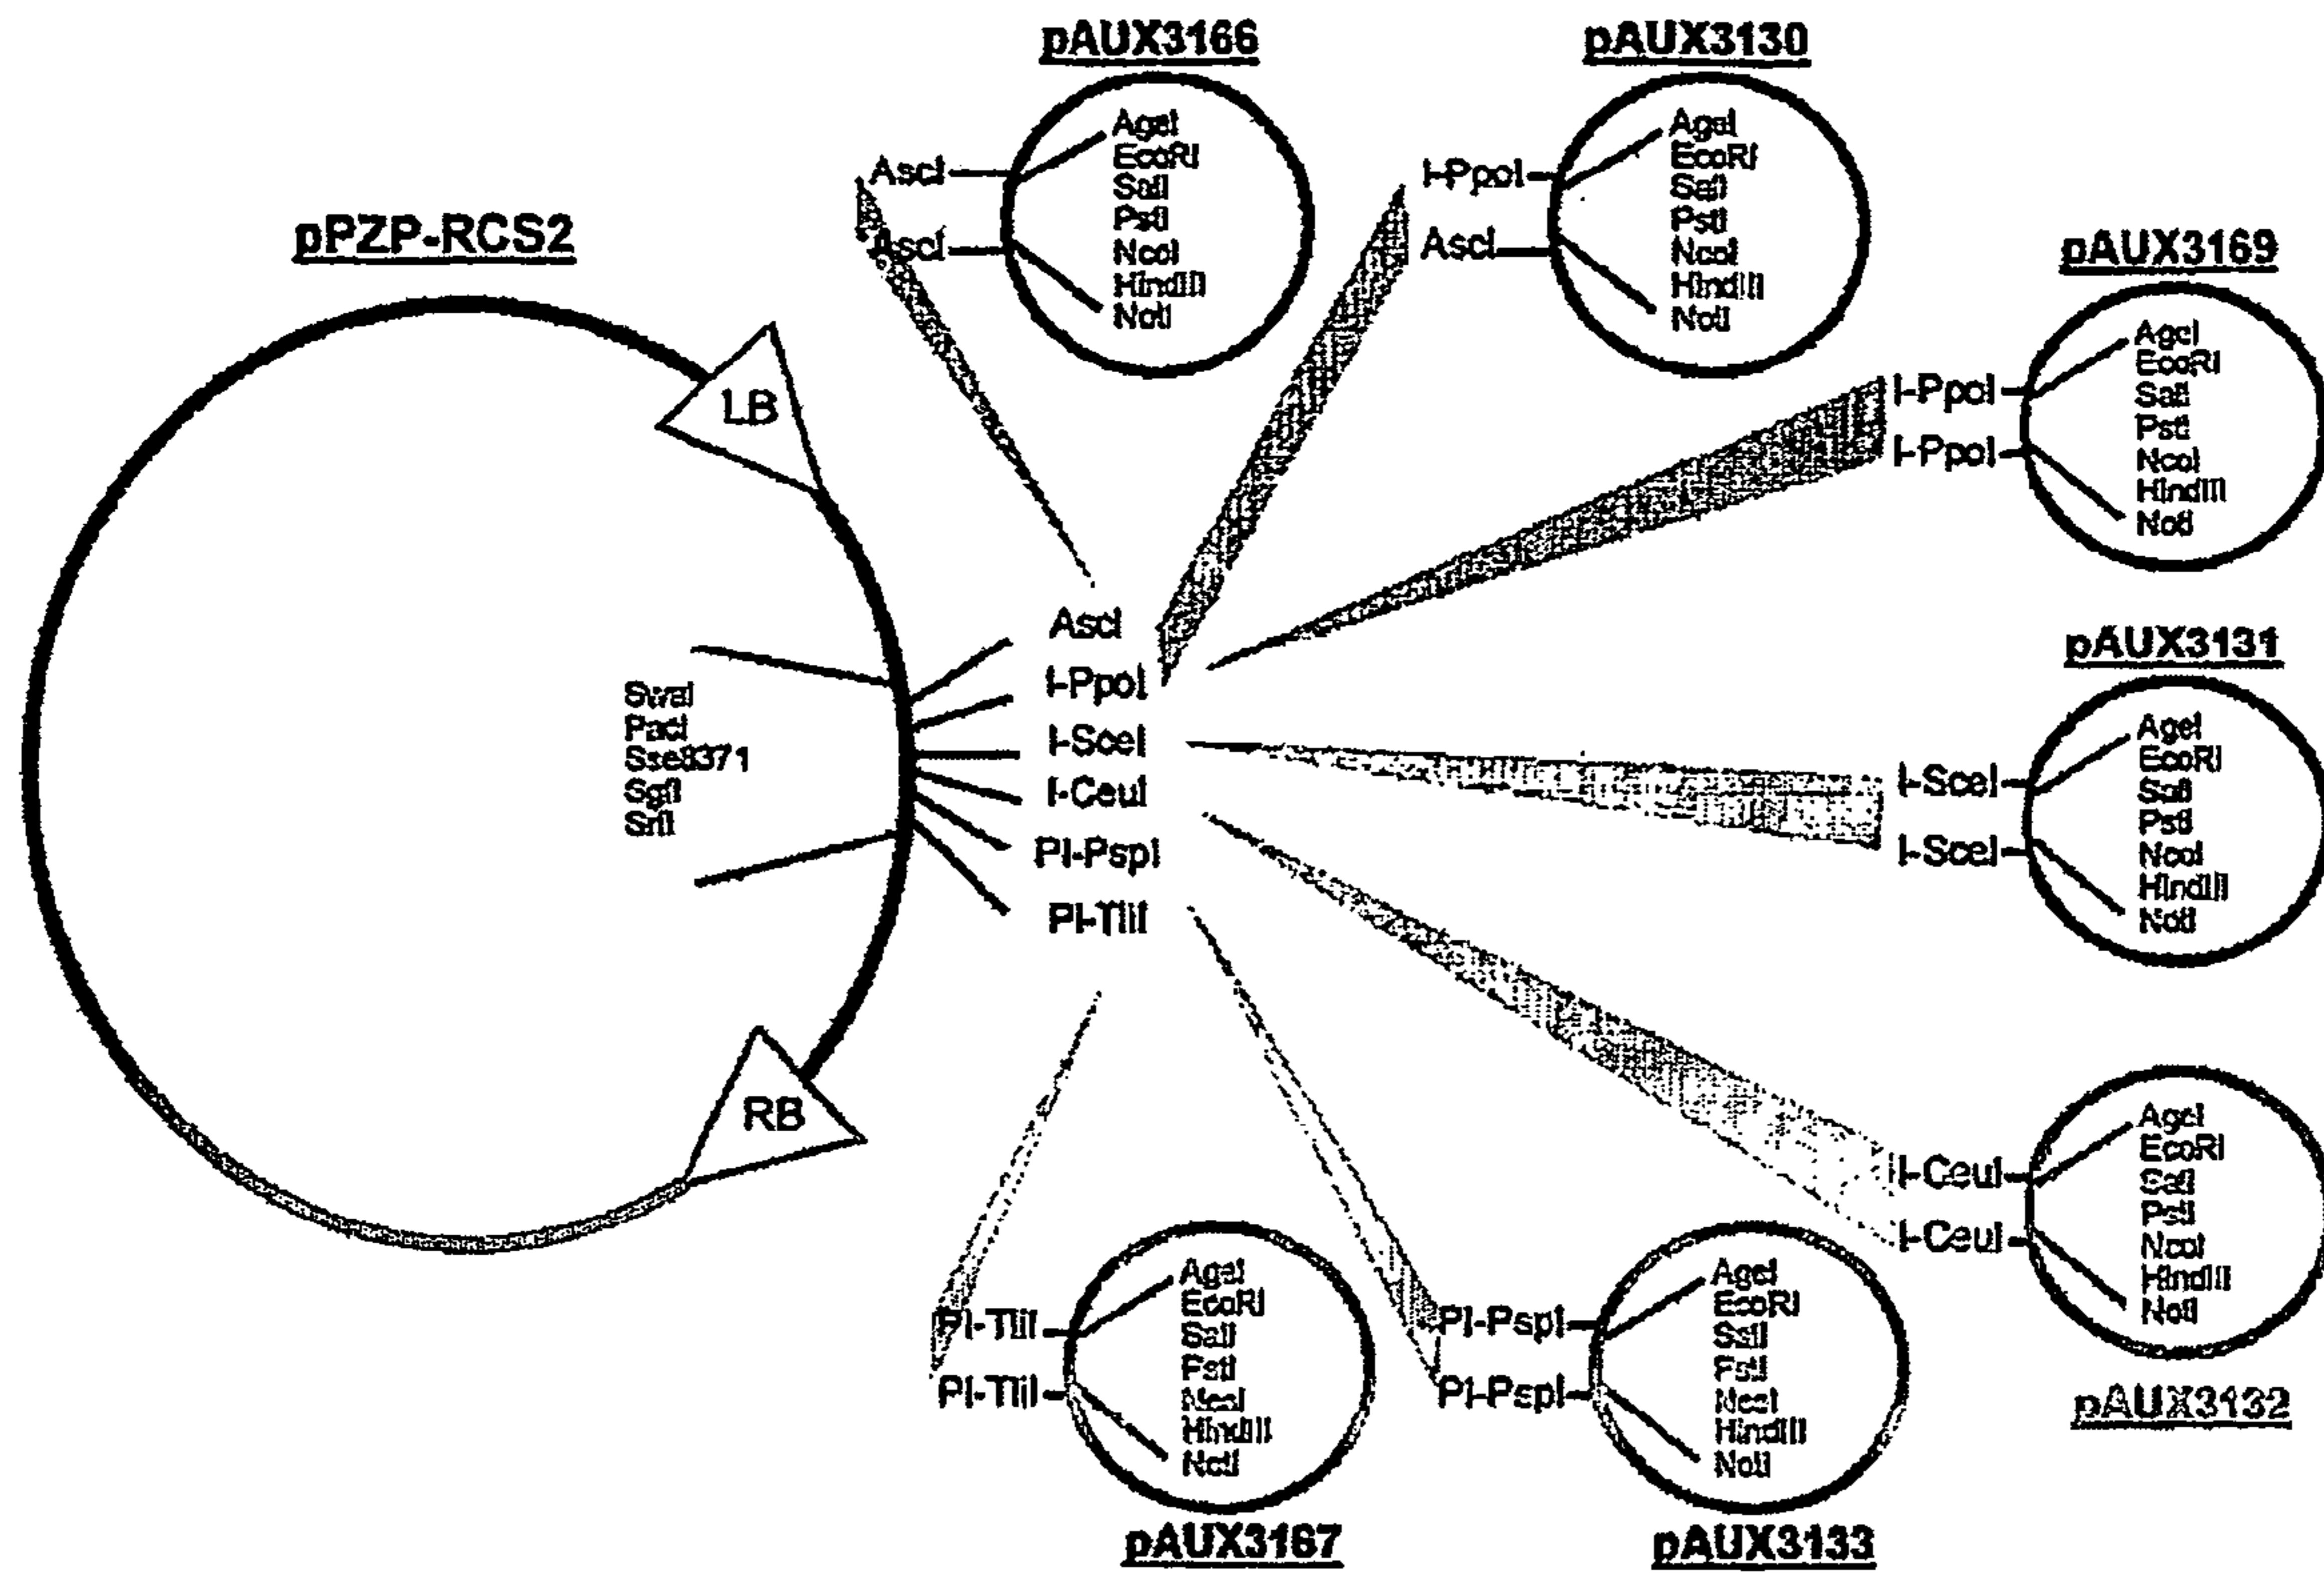 pAUX3166
AscI
AscI
AgeI
EcoRI
SalI
PstI
NcoI
HindIII
NotI
pAUX3130
I-PpoI
AscI
AgeI
EcoRI
SalI
PstI
NcoI
HindIII
NotI
pPZP-RCS2
LB
RB
SwaI
PacI
Sse8371
SgfI
SrfI
AscI
I-PpoI
I-SceI
I-CeuI
PI-PspI
PI-TliI
pAUX3169
I-PpoI
I-PpoI
AgeI
EcoRI
SalI
PstI
NcoI
HindIII
NotI
pAUX3131
I-SceI
I-SceI
AgeI
EcoRI
SalI
PstI
NcoI
HindIII
NotI
I-CeuI
I-CeuI
AgeI
EcoRI
SalI
PstI
NcoI
HindIII
NotI
pAUX3132
PI-TliI
PI-TliI
AgeI
EcoRI
SalI
PstI
NcoI
HindIII
NotI
pAUX3167
PI-PspI
PI-PspI
AgeI
EcoRI
SalI
PstI
NcoI
HindIII
NotI
pAUX3133